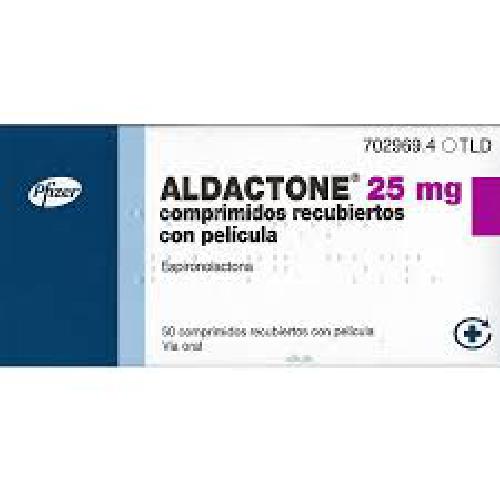 702969.4 O TLD
Pfizer
ALDACTONE® 25 mg
comprimidos recubiertos
con película
Espironolactona
50 comprimidos recubiertos con película
Vía oral